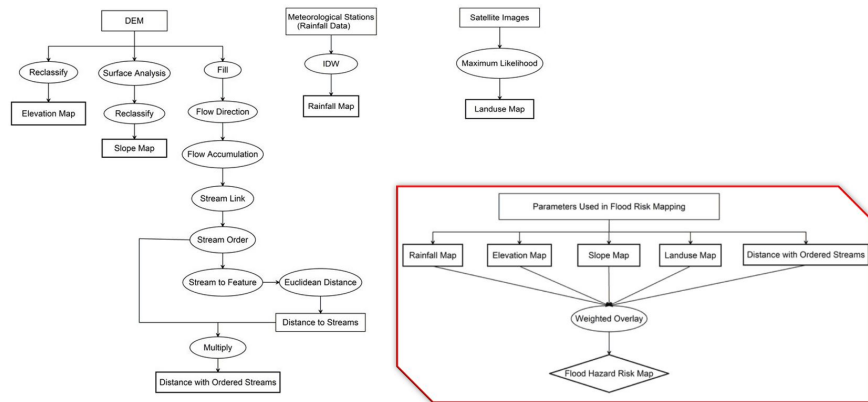 DEM
Meteorological Stations
(Rainfall Data)
Satellite Images
Reclassify
Surface Analysis
Fill
IDW
Maximum Likelihood
Elevation Map
Reclassify
Flow Direction
Rainfall Map
Landuse Map
Slope Map
Flow Accumulation
Stream Link
Stream Order
Stream to Feature
Euclidean Distance
Distance to Streams
Multiply
Distance with Ordered Streams
Parameters Used in Flood Risk Mapping
Rainfall Map
Elevation Map
Slope Map
Landuse Map
Distance with Ordered Streams
Weighted Overlay
Flood Hazard Risk Map